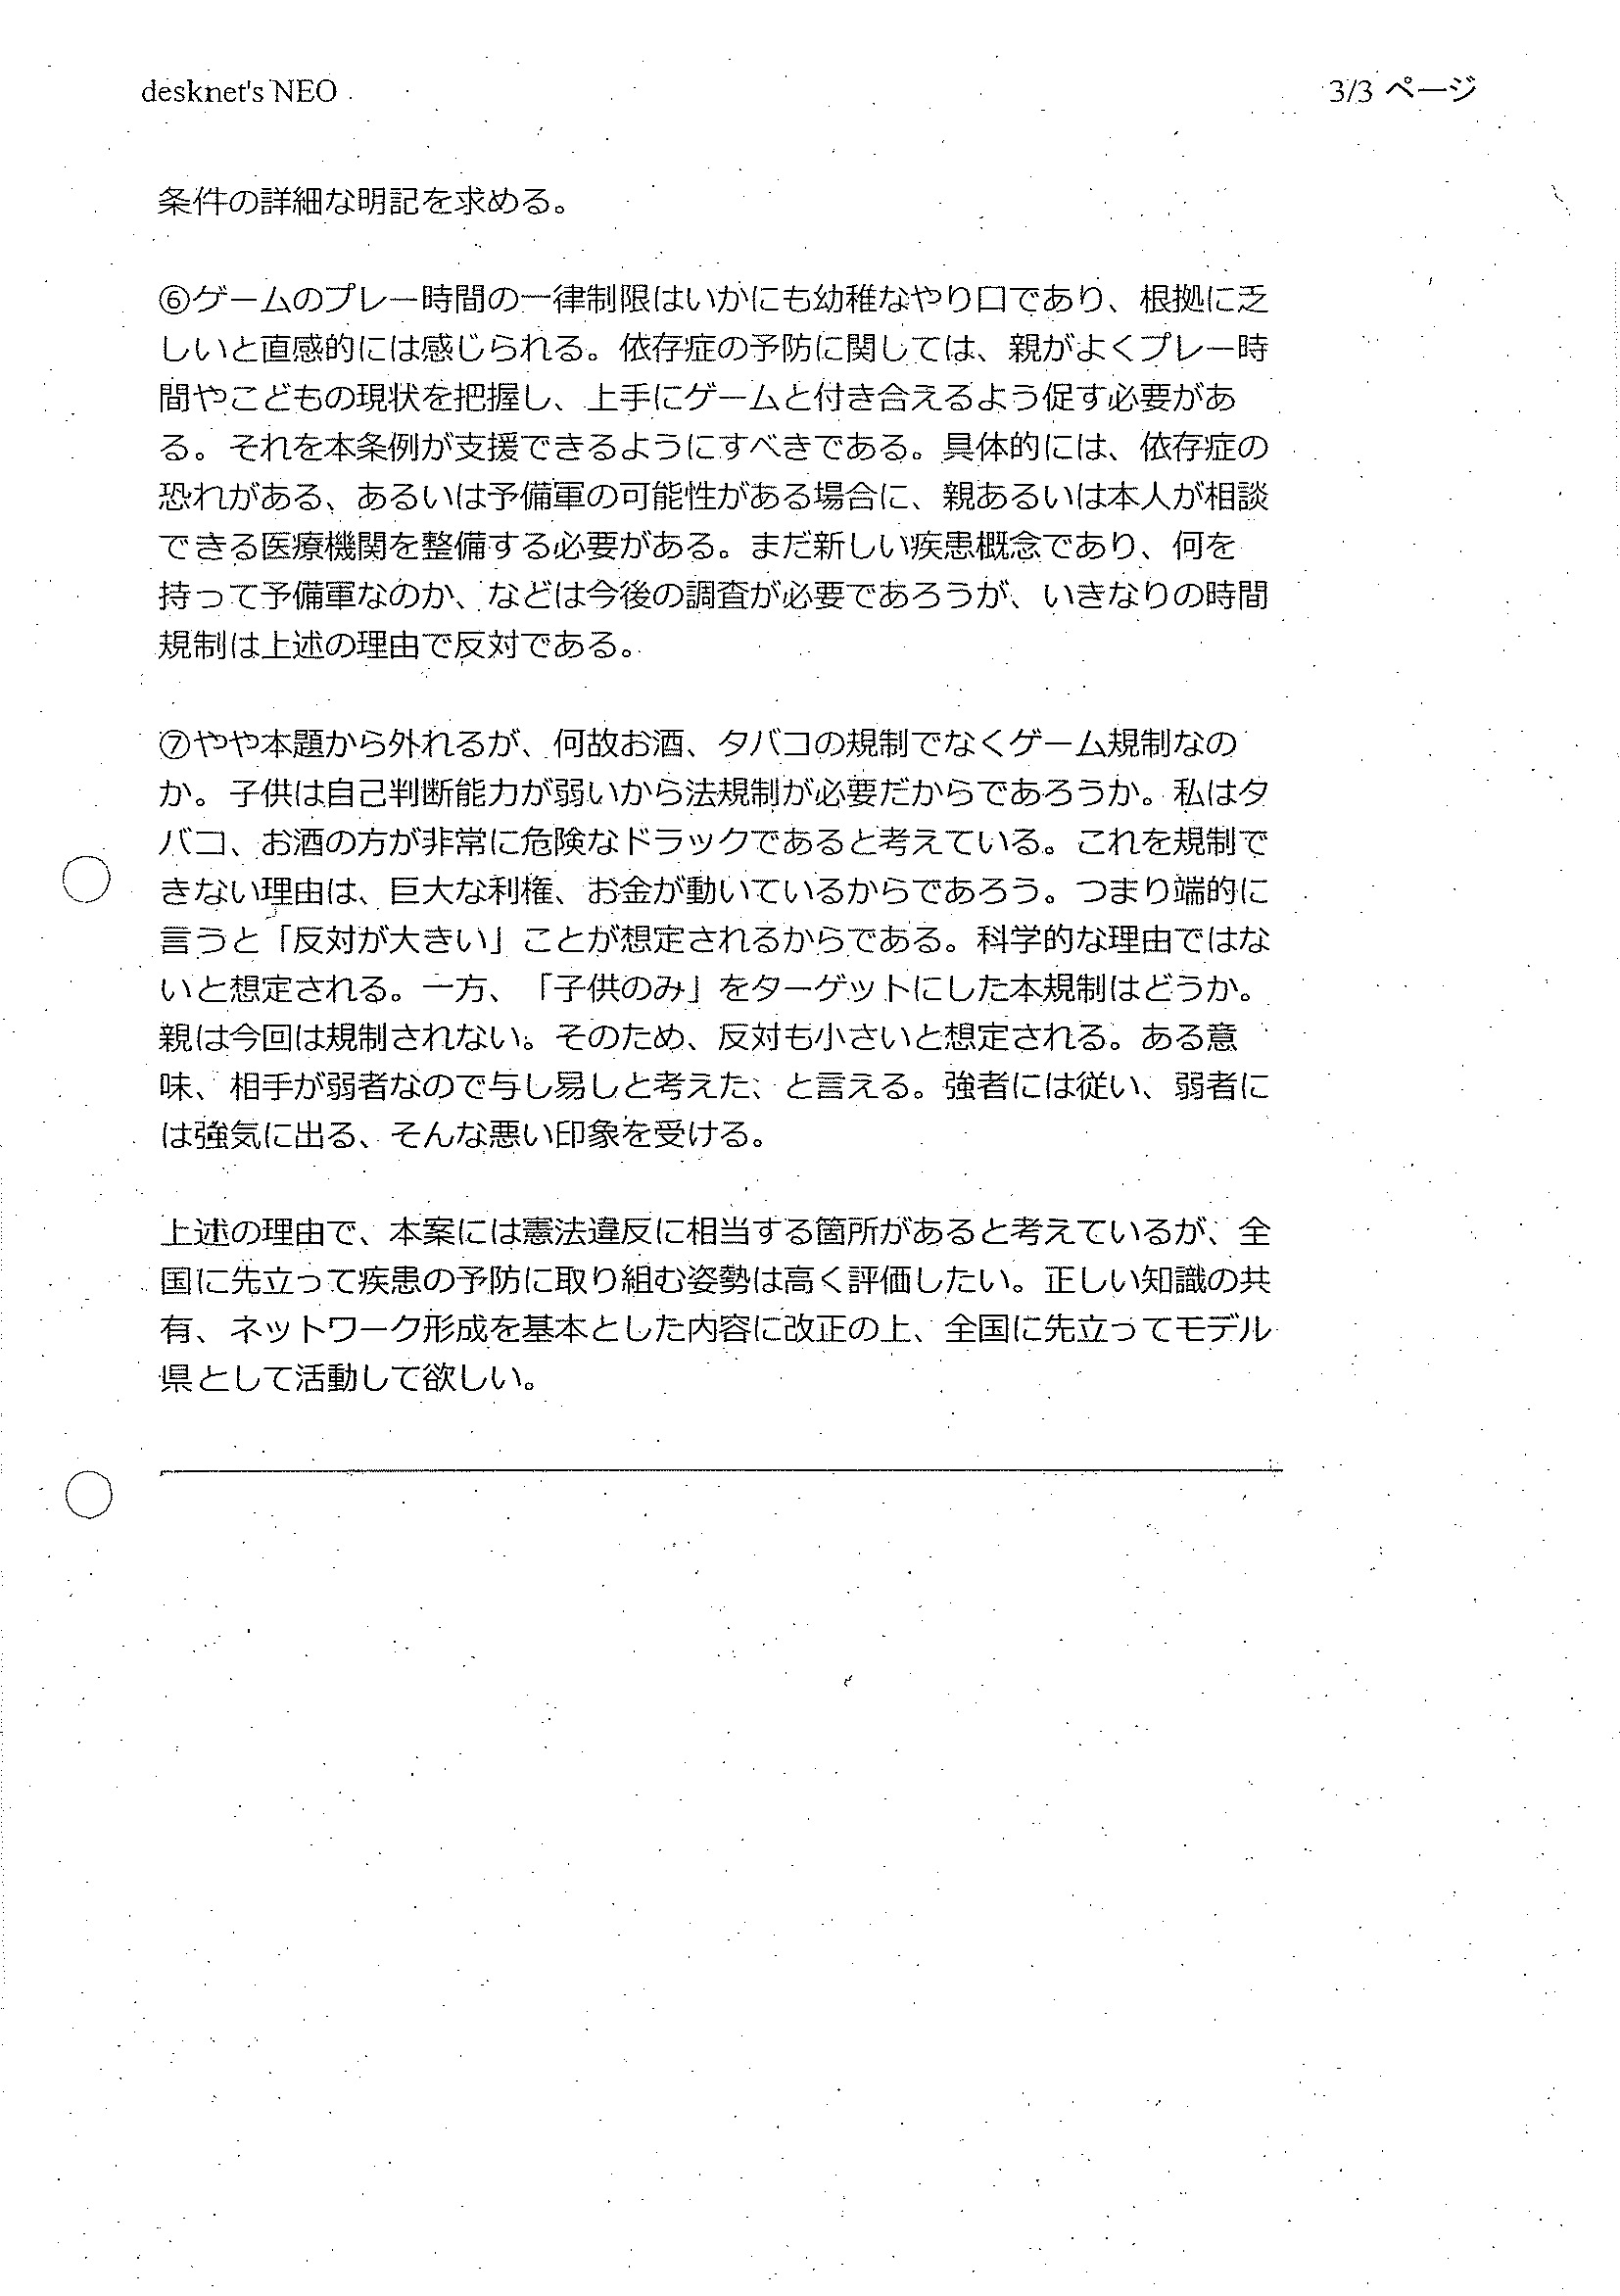 desknet's NEO
3/3 ページ
条件の詳細な明記を求める。
⑥ゲームのプレー時間の一律制限はいかにも幼稚なやり口であり、根拠に乏
しいと直感的には感じられる。依存症の予防に関しては、親がよくプレー時
間やこどもの現状を把握し、上手にゲームと付き合えるよう促す必要があ
る。それを本条例が支援できるようにすべきである。具体的には、依存症の
恐れがある、あるいは予備軍の可能性がある場合に、親あるいは本人が相談
できる医療機関を整備する必要がある。まだ新しい疾患概念であり、何を
持って予備軍なのか、などは今後の調査が必要であろうが、いきなりの時間
規制は上述の理由で反対である。
⑦やや本題から外れるが、何故お酒、タバコの規制でなくゲーム規制なの
か。子供は自己判断能力が弱いから法規制が必要だからであろうか。私はタ
バコ、お酒の方が非常に危険なドラックであると考えている。これを規制で
きない理由は、巨大な利権、お金が動いているからであろう。つまり端的に
言うと「反対が大きい」ことが想定されるからである。科学的な理由ではな
いと想定される。一方、「子供のみ」をターゲットにした本規制はどうか。
親は今回は規制されない。そのため、反対も小さいと想定される。ある意
味、相手が弱者なので与し易しと考えた、と言える。強者には従い、弱者に
は強気に出る、そんな悪い印象を受ける。
上述の理由で、本案には憲法違反に相当する箇所があると考えているが、全
国に先立って疾患の予防に取り組む姿勢は高く評価したい。正しい知識の共
有、ネットワーク形成を基本とした内容に改正の上、全国に先立ってモデル
県として活動して欲しい。